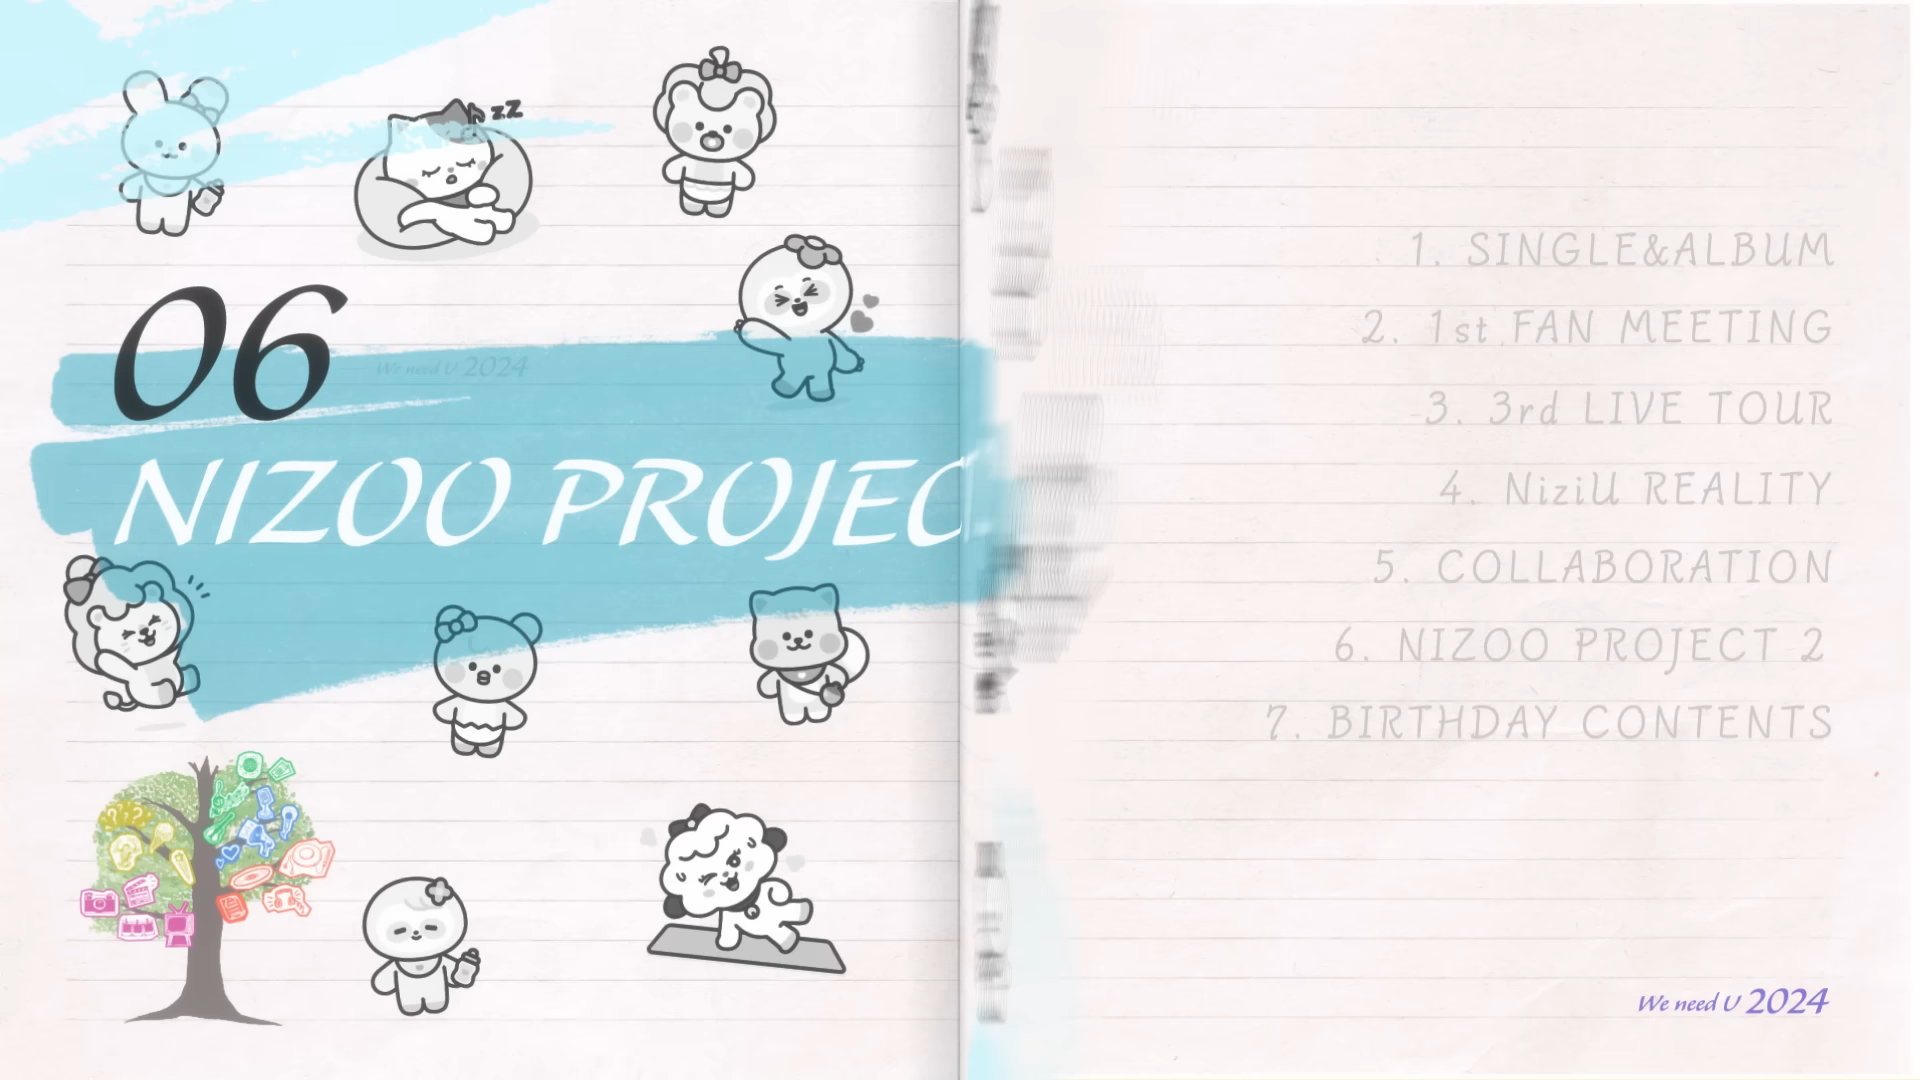 zZ
06
We need U 2024
NIZOO PROJEC
1. SINGLE&ALBUM
2. 1st FAN MEETING
3. 3rd LIVE TOUR
4. NiziU REALITY
5. COLLABORATION
6. NIZOO PROJECT 2
7. BIRTHDAY CONTENTS
We need U 2024